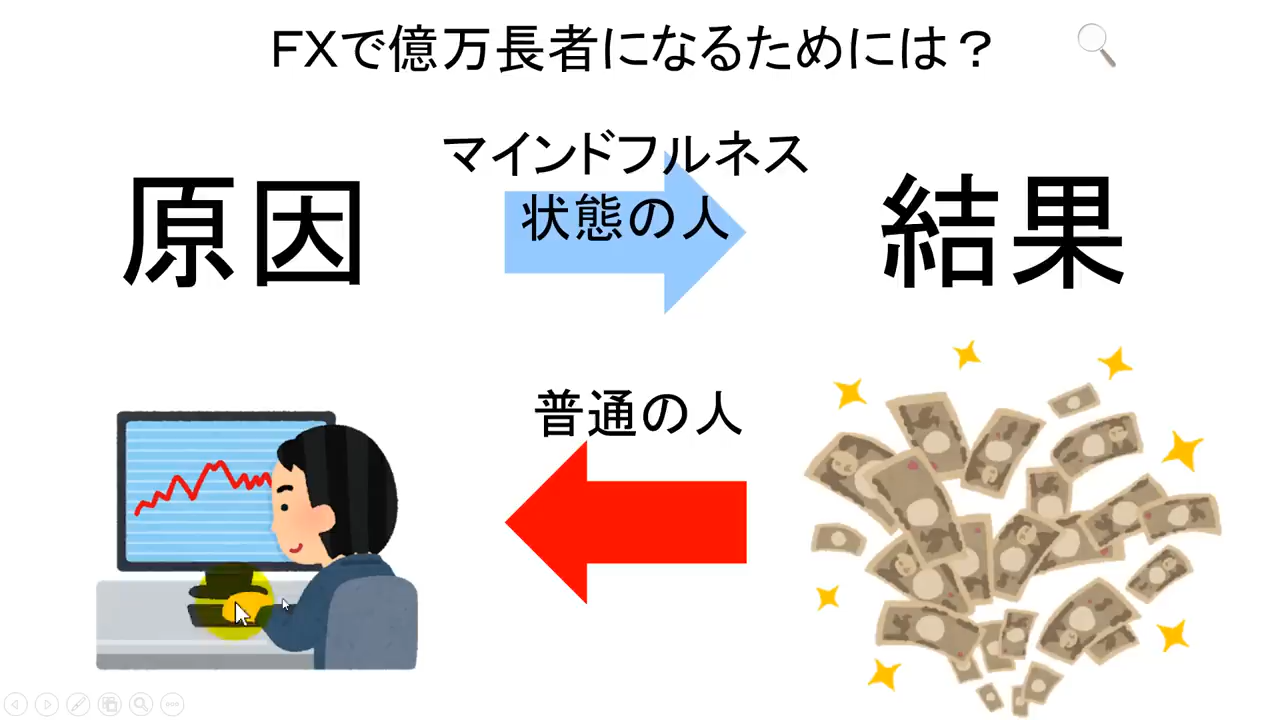 ＦＸで億万長者になるためには？
マインドフルネス
状態の人
原因
結果
普通の人